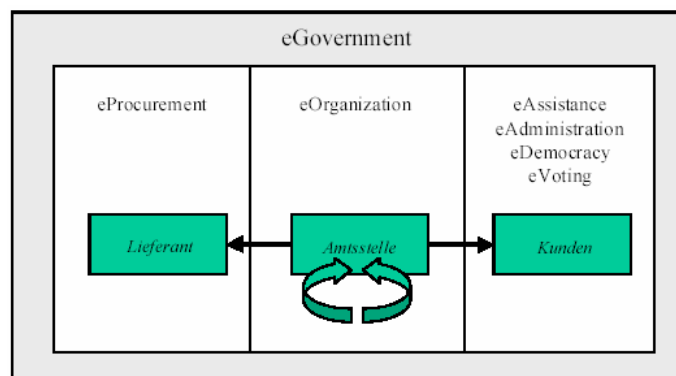 eGovernment
eProcurement
eOrganization
eAssistance
eAdministration
eDemocracy
eVoting
Lieferant
Amtsstelle
Kunden